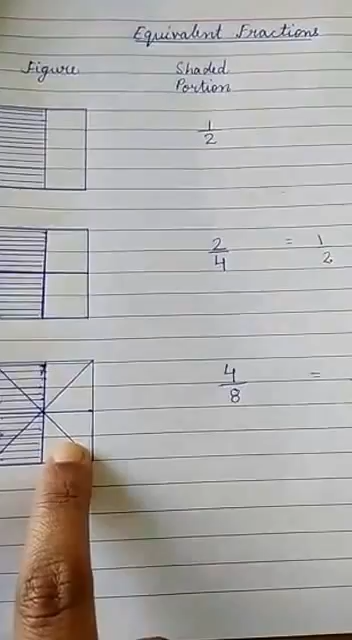 Equivalent Fractions
Figure Shaded Portion
1/2
2/4 = 1/2
4/8 =